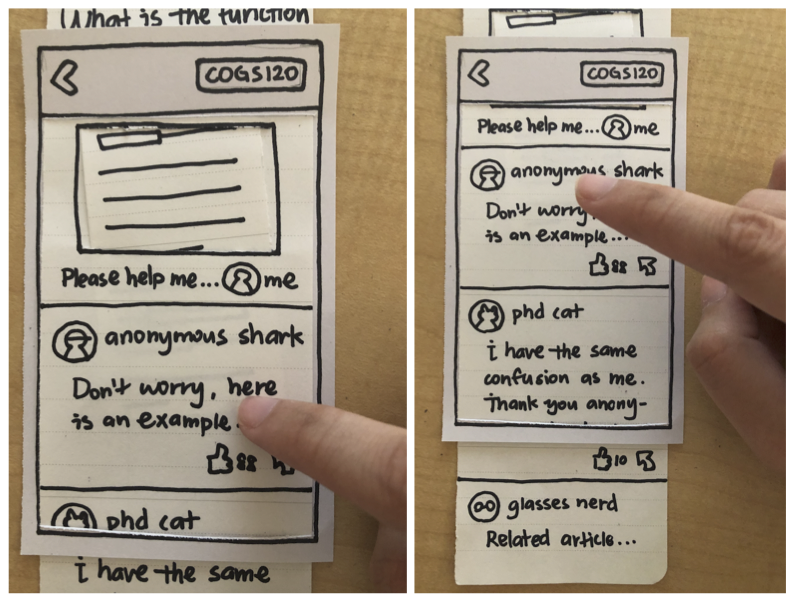 What is the function
COGS120
Please help me... me
anonymous shark
Don't worry, here
is an example.
88
phd cat
i have the same
COGS120
Please help me... me
anonymous shark
Don't worry
is an example...
88
phd cat
i have the same
confusion as me.
Thank you anony-
10
glasses nerd
Related article...